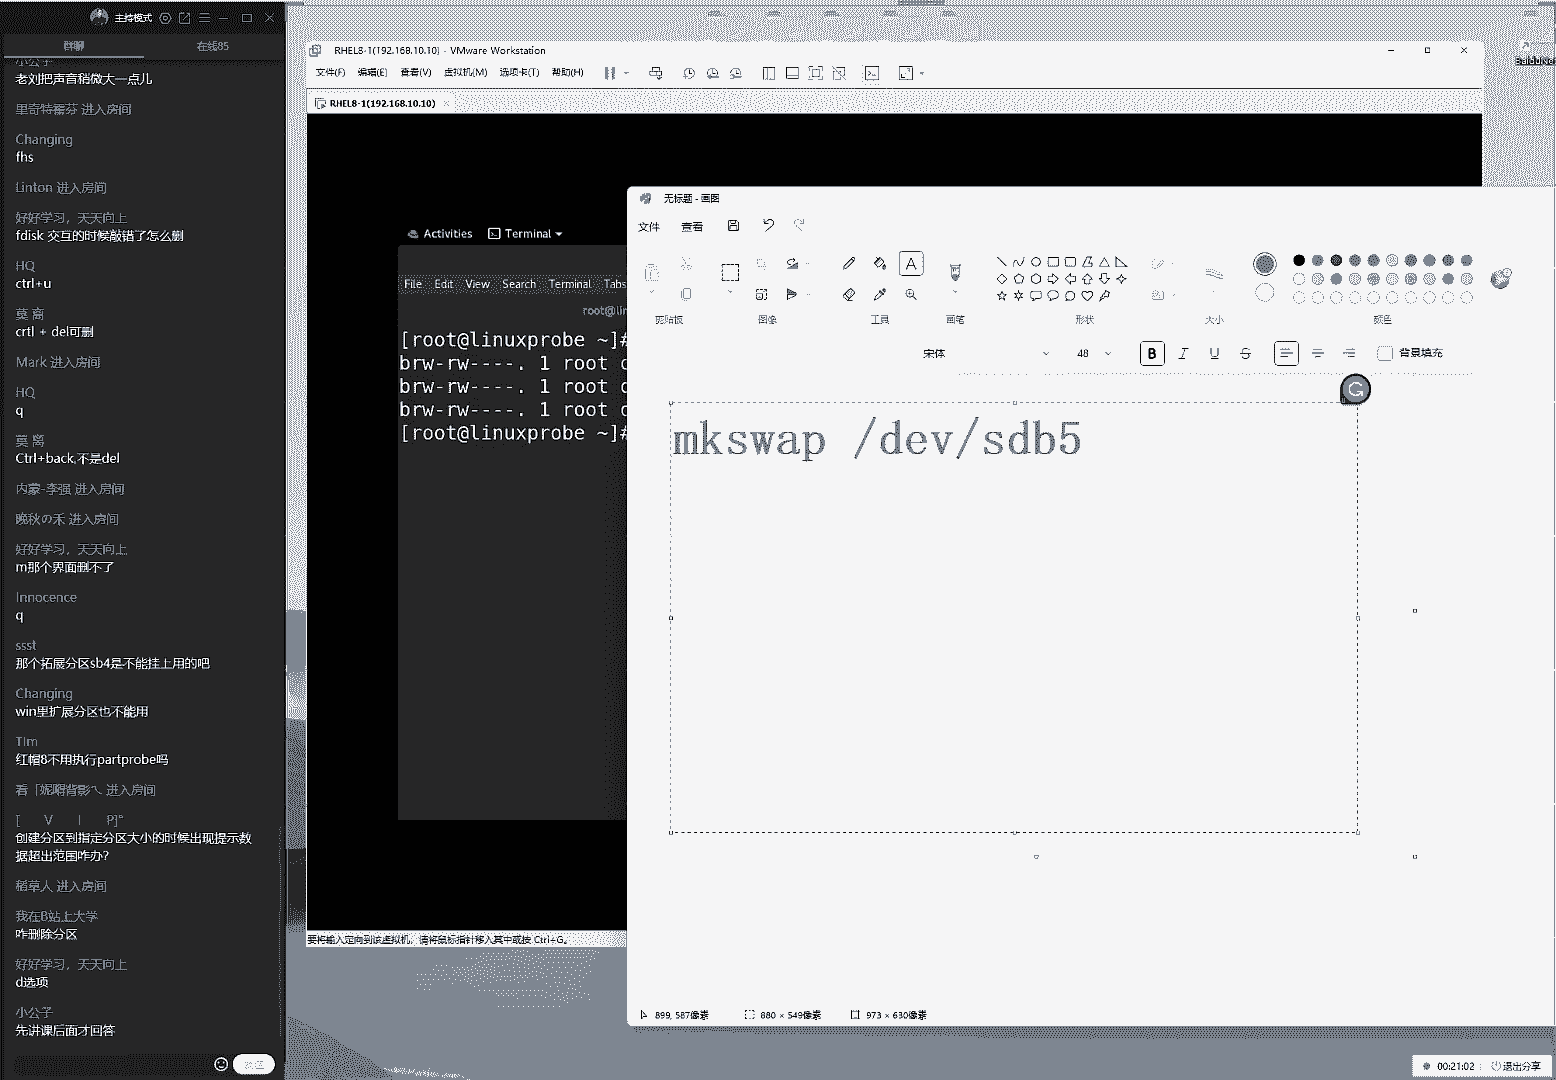 主持模式
群聊
在线85
小公子
老刘把声音稍微大一点儿
Changing
fhs
Linton 进入房间
好好学习，天天向上
fdisk 交互的时候敲错了怎么删
HQ
ctrl+u
莫 离
crtl + del可删
Mark 进入房间
HQ
q
莫 离
Ctrl+back,不是del
内蒙-李强 进入房间
晚秋の禾 进入房间
好好学习，天天向上
m那个界面删不了
Innocence
q
ssst
那个拓展分区sb4是不能挂上用的吧
Changing
win里扩展分区也不能用
Tim
红帽8不用执行partprobe吗
进入房间
[ V I P]°
创建分区到指定分区大小的时候出现提示数
据超出范围咋办?
稻草人 进入房间
我在B站上大学
咋删除分区
好好学习，天天向上
d选项
小公子
先讲课后面才回答
RHEL8-1(192.168.10.10) - VMware Workstation
文件(F) 编辑(E) 查看(V) 虚拟机(M) 选项卡(T) 帮助(H)
RHEL8-1(192.168.10.10)
Activities Terminal
File Edit View Search Terminal Tabs
root@lin
[root@linuxprobe ~]#
brw-rw----. 1 root
brw-rw----. 1 root
brw-rw----. 1 root
[root@linuxprobe ~]#
要将输入定向到该虚拟机，请将鼠标指针移入其中或按 Ctrl+G。
无标题 - 画图
文件 查看
剪贴板 图像 工具 画笔 形状 大小 颜色
宋体 48 B I U S 背景填充
mkswap /dev/sdb5
899, 587像素 880 × 549像素 973 × 630像素
00:21:02 退出分享